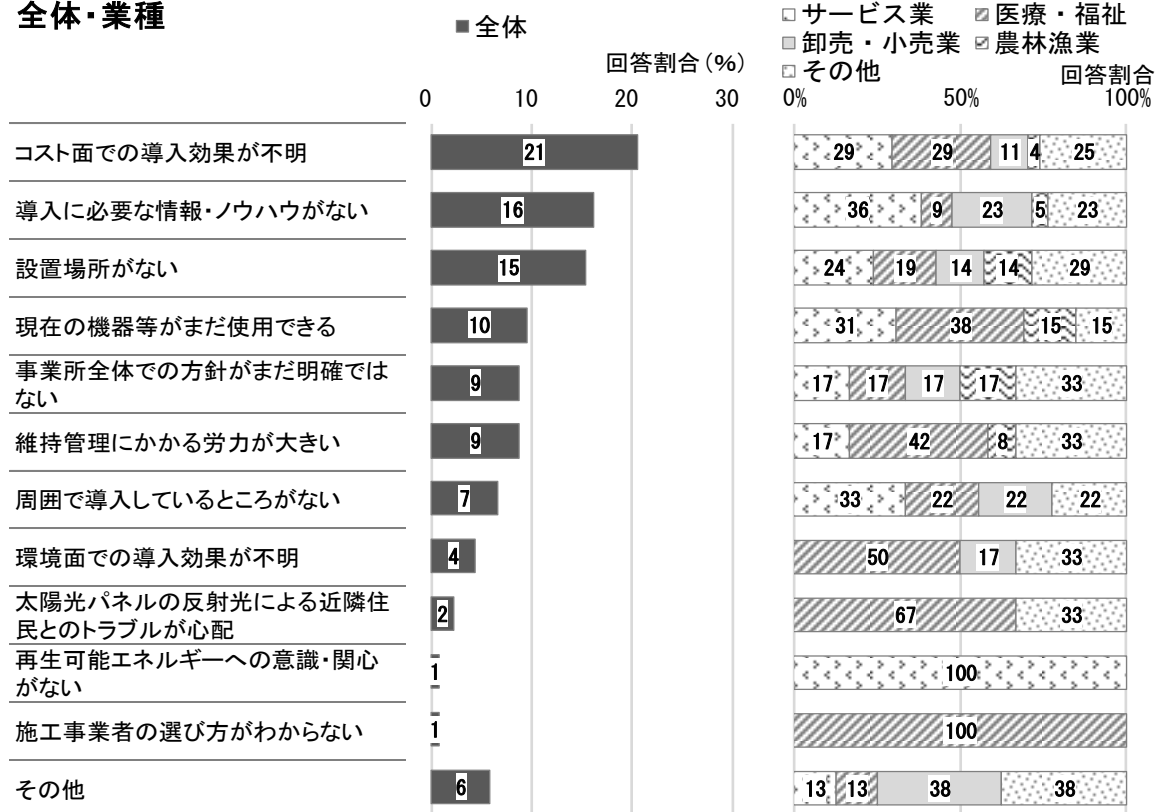 全体・業種
■全体
回答割合(%)
0 10 20 30
サービス業 医療・福祉
卸売・小売業 農林漁業
その他 回答割合
0% 50% 100%
コスト面での導入効果が不明 21 29 29 11 4 25
導入に必要な情報・ノウハウがない 16 36 9 23 5 23
設置場所がない 15 24 19 14 14 29
現在の機器等がまだ使用できる 10 31 38 15 15
事業所全体での方針がまだ明確では
ない 9 17 17 17 17 33
維持管理にかかる労力が大きい 9 17 42 8 33
周囲で導入しているところがない 7 33 22 22 22
環境面での導入効果が不明 4 50 17 33
太陽光パネルの反射光による近隣住
民とのトラブルが心配 2 67 33
再生可能エネルギーへの意識・関心
がない 1 100
施工事業者の選び方がわからない 1 100
その他 6 13 13 38 38